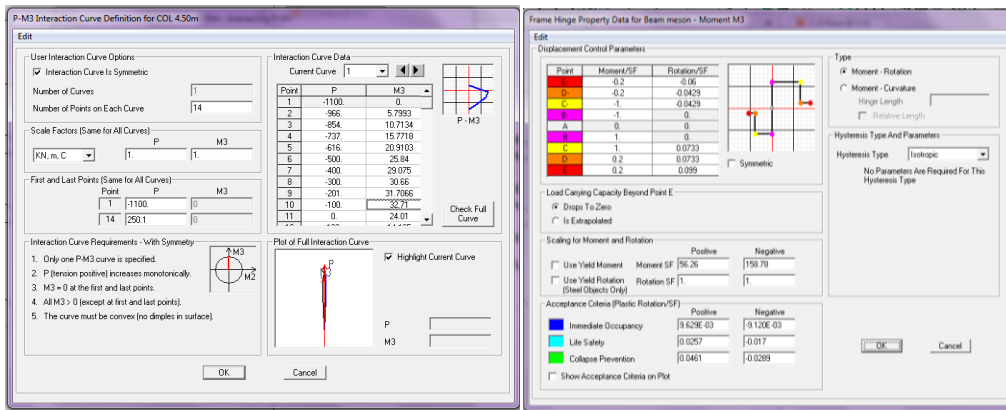 P-M3 Interaction Curve Definition for COL 4.50m
Edit
User Interaction Curve Options
Interaction Curve Is Symmetric
Number of Curves 1
Number of Points on Each Curve 14
Scale Factors (Same for All Curves)
P M3
KN, m, C 1. 1.
First and Last Points (Same for All Curves)
Point P M3
1 -1100. 0
14 250.1 0
Interaction Curve Requirements - With Symmetry
1. Only one P-M3 curve is specified.
2. P (tension positive) increases monotonically.
3. M3 = 0 at the first and last points.
4. All M3 > 0 (except at first and last points).
5. The curve must be convex (no dimples in surface).
M3
M2
Interaction Curve Data
Current Curve 1
Point P M3
1 -1100. 0.
2 -966. 5.7993
3 -854. 10.7134
4 -737. 15.7718
5 -616. 20.9103
6 -500. 25.84
7 -400. 29.075
8 -300. 30.66
9 -201. 31.7066
10 -100. 32.71
11 0. 24.01
P - M3
Check Full Curve
Plot of Full Interaction Curve
P
Highlight Current Curve
P
M3
OK
Cancel
Frame Hinge Property Data for Beam meson - Moment M3
Edit
Displacement Control Parameters
Point Moment/SF Rotation/SF
E- -0.2 -0.06
D- -0.2 -0.0429
C- -1. -0.0429
B- -1. 0.
A 0. 0.
B 1. 0.
C 1. 0.0733
D 0.2 0.0733
E 0.2 0.099
Symmetric
Load Carrying Capacity Beyond Point E
Drops To Zero
Is Extrapolated
Scaling for Moment and Rotation
Positive Negative
Use Yield Moment Moment SF 56.26 158.78
Use Yield Rotation Rotation SF 1. 1.
(Steel Objects Only)
Acceptance Criteria (Plastic Rotation/SF)
Positive Negative
Immediate Occupancy 9.629E-03 -9.120E-03
Life Safety 0.0257 -0.017
Collapse Prevention 0.0461 -0.0289
Show Acceptance Criteria on Plot
Type
Moment - Rotation
Moment - Curvature
Hinge Length
Relative Length
Hysteresis Type And Parameters
Hysteresis Type Isotropic
No Parameters Are Required For This
Hysteresis Type
OK
Cancel